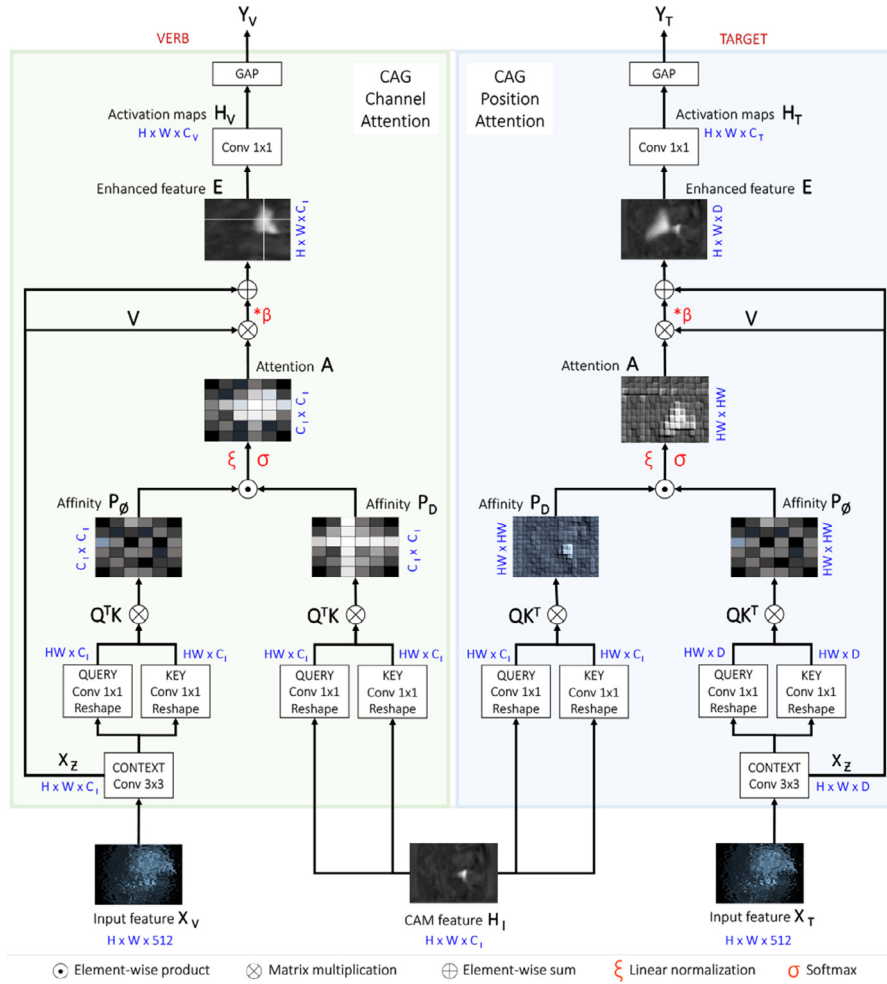 Y_V
Y_T
VERB
TARGET
GAP
CAG
Channel
Attention
CAG
Position
Attention
GAP
Activation maps H_V
H x W x C_V
Conv 1x1
Activation maps H_T
H x W x C_T
Conv 1x1
Enhanced feature E
H x W x C_I
Enhanced feature E
H x W x D
*β
V
*β
V
Attention A
C_I x C_I
Attention A
HW x HW
ξ σ
ξ σ
Affinity P_Ø
C_I x C_I
Affinity P_D
C_I x C_I
Affinity P_D
HW x HW
Affinity P_Ø
HW x HW
Q^TK
Q^TK
QK^T
QK^T
HW x C_I
HW x C_I
HW x C_I
HW x C_I
HW x C_I
HW x C_I
HW x D
HW x D
QUERY
Conv 1x1
Reshape
KEY
Conv 1x1
Reshape
QUERY
Conv 1x1
Reshape
KEY
Conv 1x1
Reshape
QUERY
Conv 1x1
Reshape
KEY
Conv 1x1
Reshape
QUERY
Conv 1x1
Reshape
KEY
Conv 1x1
Reshape
X_Z
H x W x C_I
CONTEXT
Conv 3x3
CONTEXT
Conv 3x3
X_Z
H x W x D
Input feature X_V
H x W x 512
CAM feature H_I
H x W x C_I
Input feature X_T
H x W x 512
Element-wise product
Matrix multiplication
Element-wise sum
ξ Linear normalization
σ Softmax